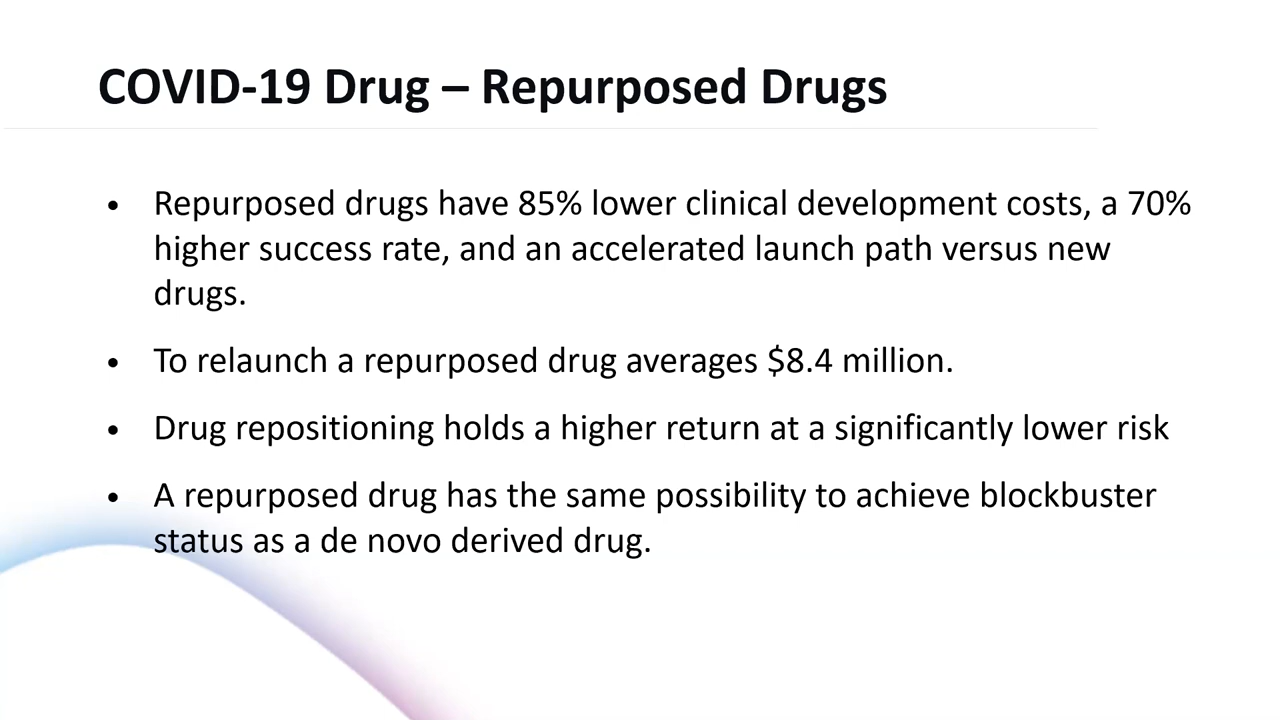 COVID-19 Drug – Repurposed Drugs
• Repurposed drugs have 85% lower clinical development costs, a 70%
higher success rate, and an accelerated launch path versus new
drugs.
• To relaunch a repurposed drug averages $8.4 million.
• Drug repositioning holds a higher return at a significantly lower risk
• A repurposed drug has the same possibility to achieve blockbuster
status as a de novo derived drug.